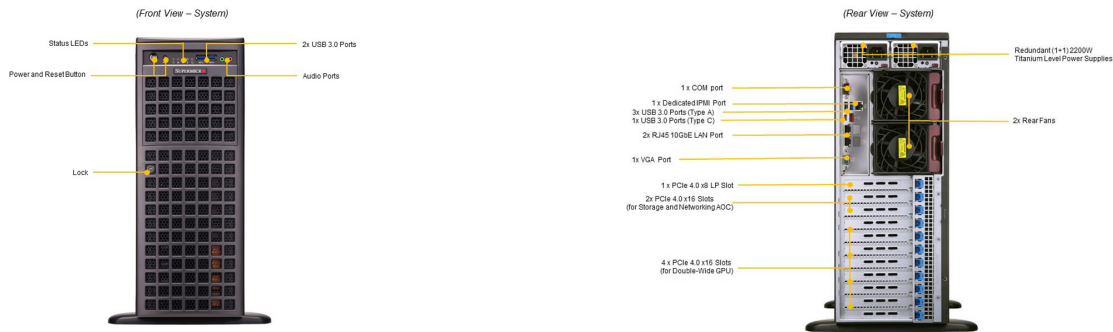 (Front View – System)
Status LEDs
2x USB 3.0 Ports
Power and Reset Button
Audio Ports
SUPERMICRO
Lock
(Rear View – System)
Redundant (1+1) 2200W
Titanium Level Power Supplies
1 x COM port
1 x Dedicated IPMI Port
3x USB 3.0 Ports (Type A)
1x USB 3.0 Ports (Type C)
2x Rear Fans
2x RJ45 10GbE LAN Port
1x VGA Port
1 x PCIe 4.0 x8 LP Slot
2x PCIe 4.0 x16 Slots
(for Storage and Networking AOC)
4 x PCIe 4.0 x16 Slots
(for Double-Wide GPU)